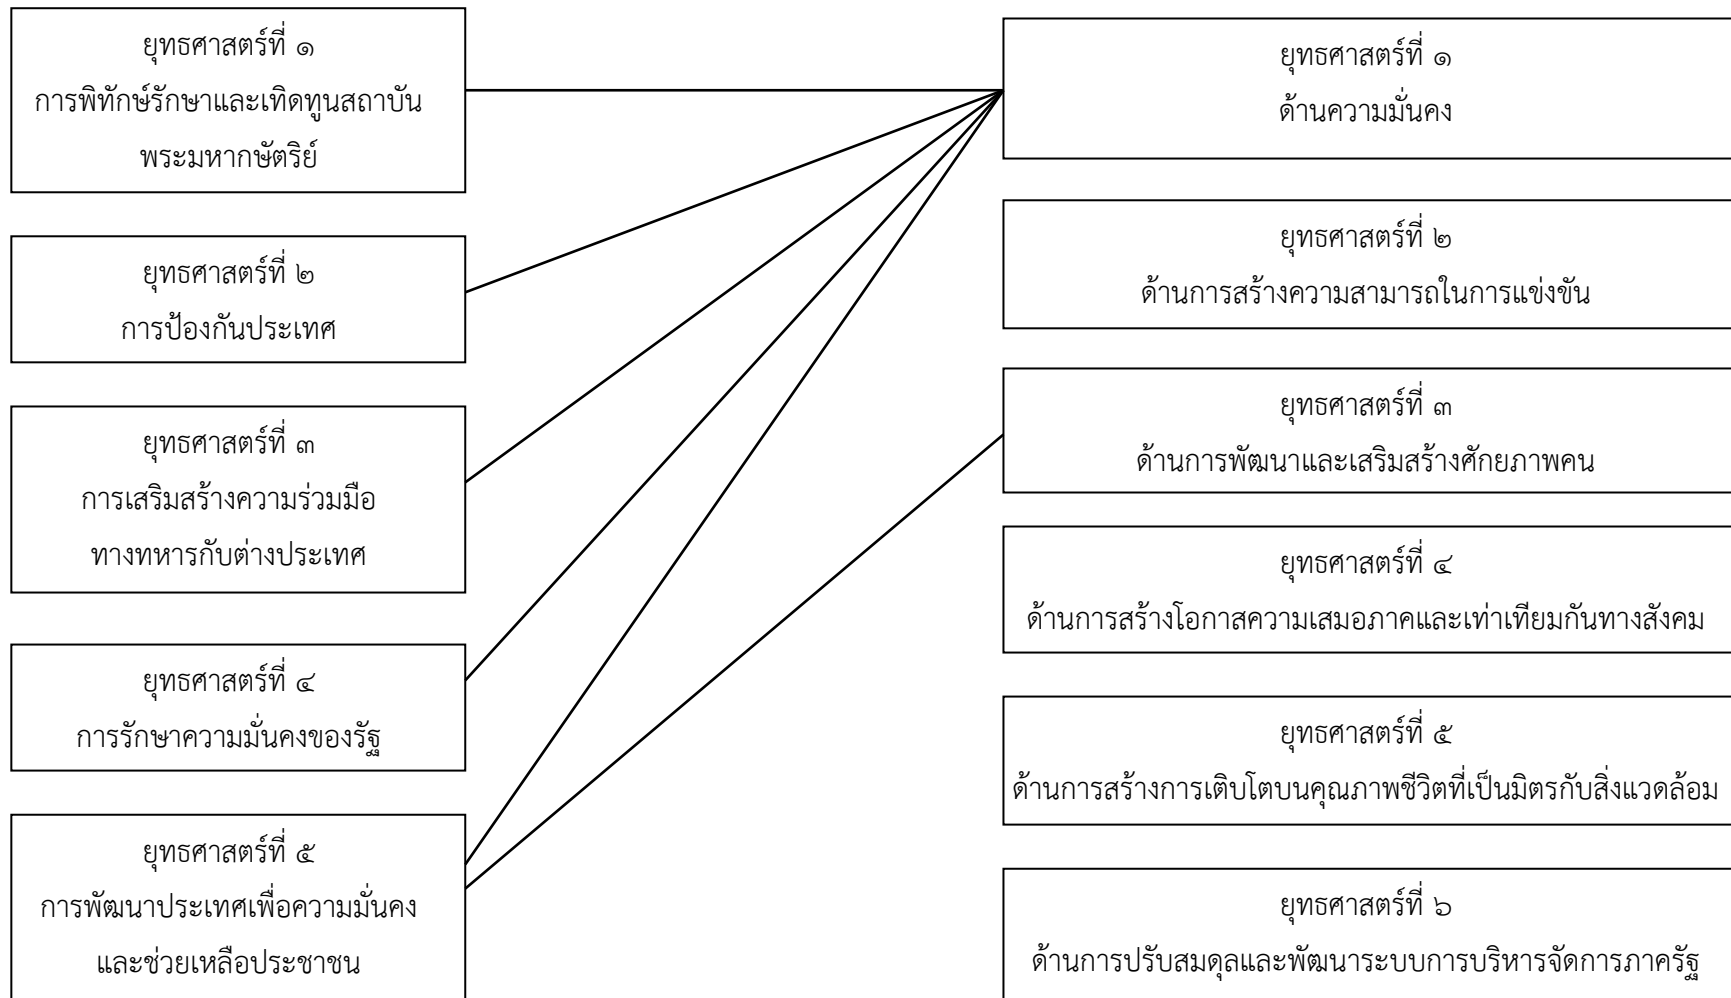 ยุทธศาสตร์ที่ ๑
การพิทักษ์รักษาและเทิดทูนสถาบัน
พระมหากษัตริย์
ยุทธศาสตร์ที่ ๒
การป้องกันประเทศ
ยุทธศาสตร์ที่ ๓
การเสริมสร้างความร่วมมือ
ทางทหารกับต่างประเทศ
ยุทธศาสตร์ที่ ๔
การรักษาความมั่นคงของรัฐ
ยุทธศาสตร์ที่ ๕
การพัฒนาประเทศเพื่อความมั่นคง
และช่วยเหลือประชาชน
ยุทธศาสตร์ที่ ๑
ด้านความมั่นคง
ยุทธศาสตร์ที่ ๒
ด้านการสร้างความสามารถในการแข่งขัน
ยุทธศาสตร์ที่ ๓
ด้านการพัฒนาและเสริมสร้างศักยภาพคน
ยุทธศาสตร์ที่ ๔
ด้านการสร้างโอกาสความเสมอภาคและเท่าเทียมกันทางสังคม
ยุทธศาสตร์ที่ ๕
ด้านการสร้างการเติบโตบนคุณภาพชีวิตที่เป็นมิตรกับสิ่งแวดล้อม
ยุทธศาสตร์ที่ ๖
ด้านการปรับสมดุลและพัฒนาระบบการบริหารจัดการภาครัฐ